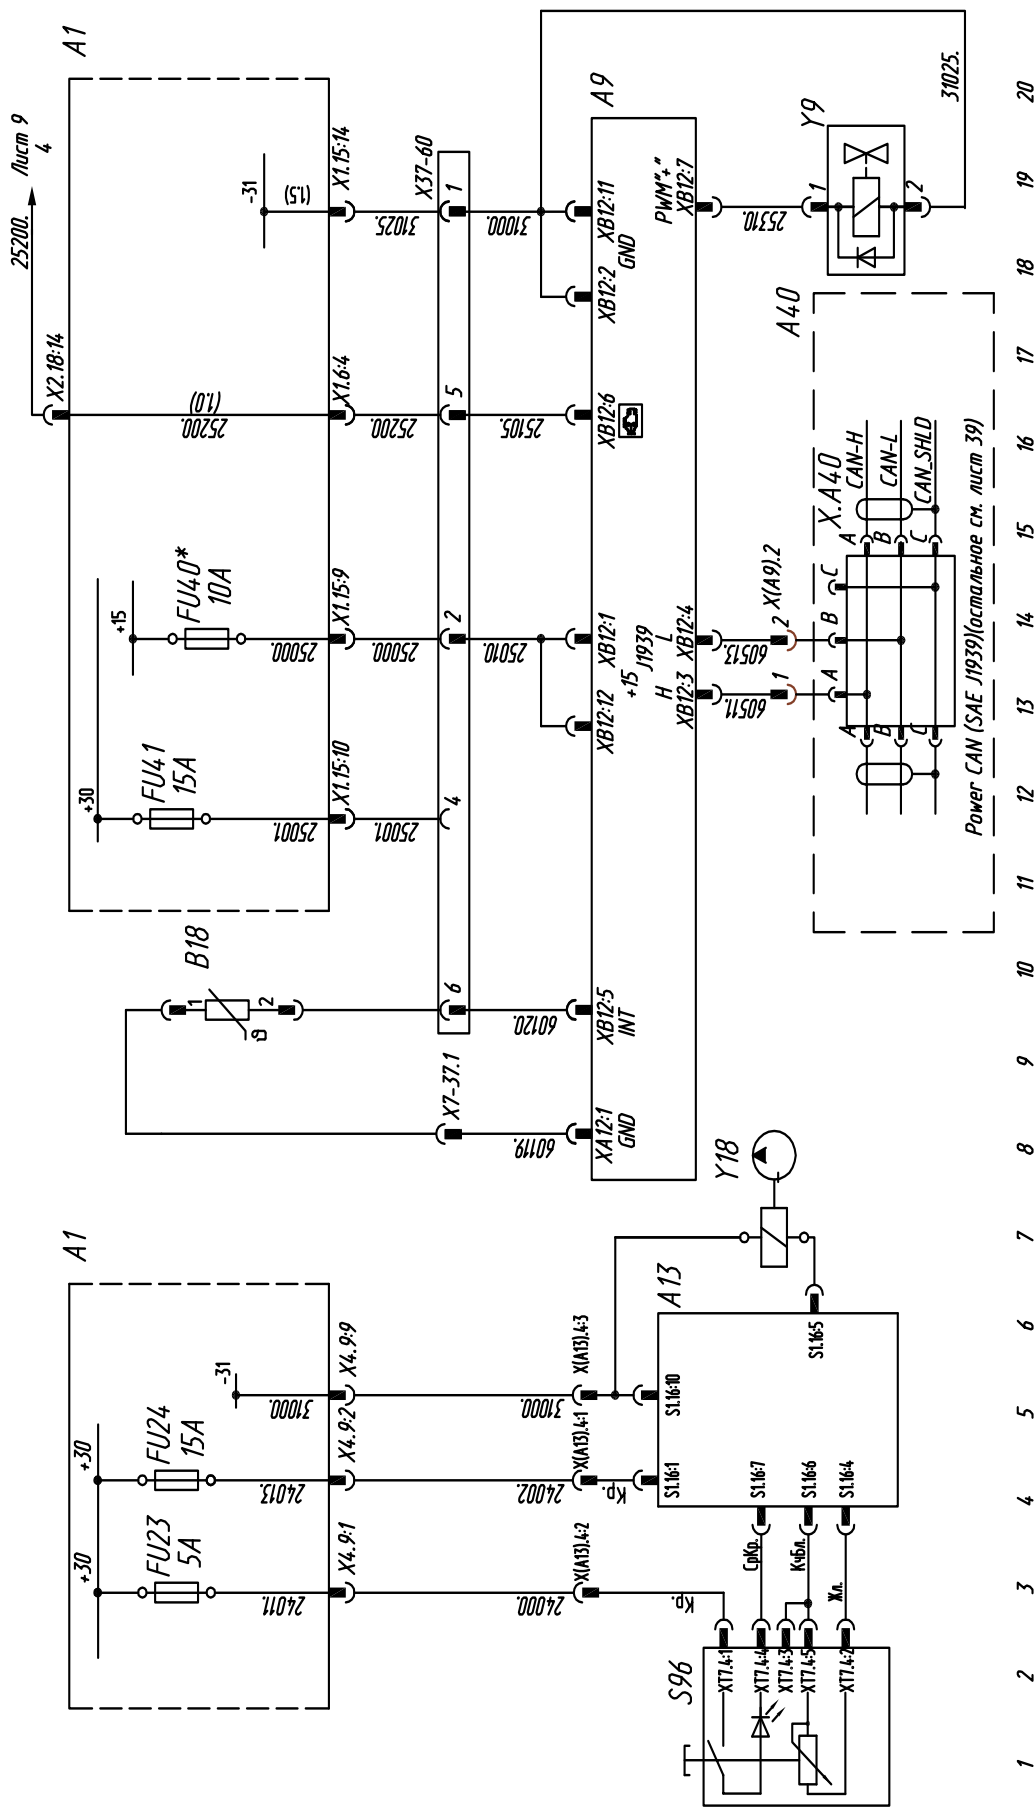 A1
+30
+30
FU23
5A
FU24
15A
-31
24011.
24013.
31000.
X4.9:1
X4.9:2
X4.9:9
24000.
24002.
31000.
X(A13).4:2
X(A13).4:1
X(A13).4:3
Кр.
Кр.
S1.16:1
S1.16:10
A13
S1.16:7
S1.16:6
S1.16:4
S1.16:5
Y18
СрКр.
КчБл.
Жл.
S96
XT7.4:1
XT7.4:4
XT7.4:3
XT7.4:5
XT7.4:2
25200.
Лист 9
4
A1
X2.18:14
+30
FU41
15A
+15
FU40*
10A
25200.
(1.0)
-31
(1.5)
25001.
25000.
X1.15:10
X1.15:9
X1.6:4
X1.15:14
B18
1
2
ϑ
25001.
25000.
25200.
31025.
X7-37.1
6
4
2
5
1
X37-60
60119.
60120.
25010.
25105.
31000.
XA12:1
GND
XB12:5
INT
XB12:12
XB12:1
+15
XB12:6
XB12:2
XB12:11
GND
A9
J1939
H
L
XB12:3
XB12:4
PWM"+"
XB12:7
60511.
60513.
25310.
1
2
X(A9).2
Y9
1
2
31025.
A40
X.A40
A
B
C
A
B
C
A
B
C
CAN-H
CAN-L
CAN_SHLD
Power CAN (SAE J1939)(остальное см. лист 39)
1
2
3
4
5
6
7
8
9
10
11
12
13
14
15
16
17
18
19
20